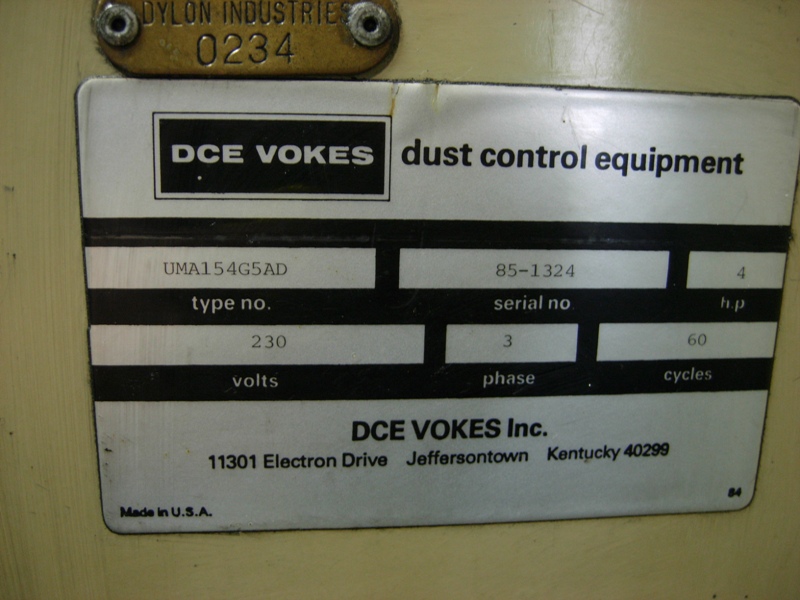 DYLON INDUSTRIES
0234
DCE VOKES dust control equipment
UMA154G5AD 85-1324 4
type no. serial no h.p
230 3 60
volts phase cycles
DCE VOKES Inc.
11301 Electron Drive Jeffersontown Kentucky 40299
84
Made in U.S.A.